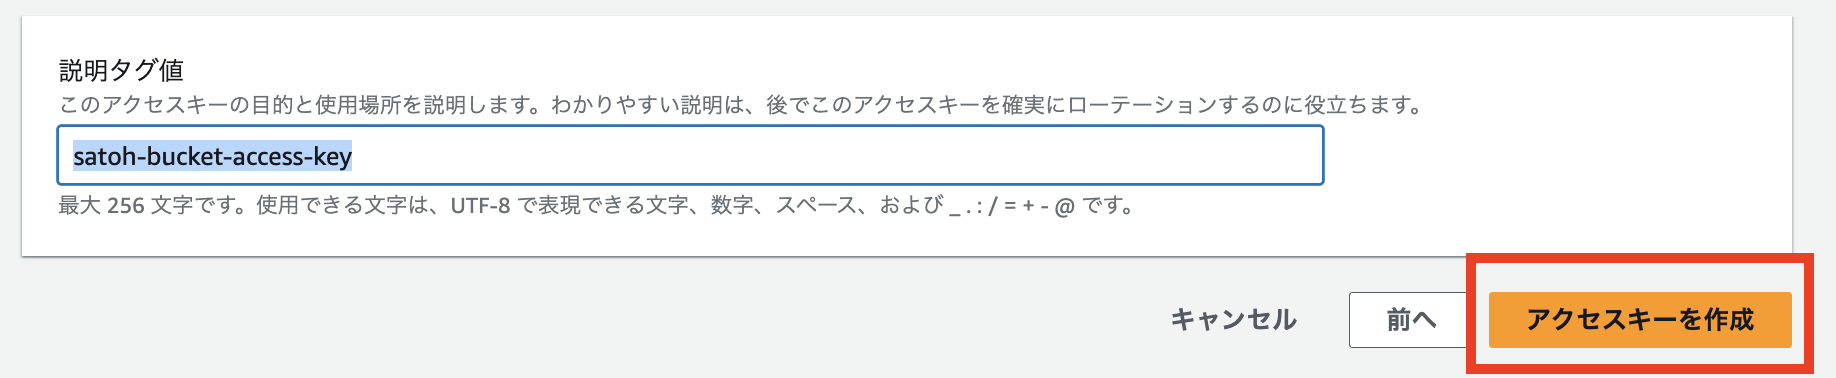 説明タグ値
このアクセスキーの目的と使用場所を説明します。わかりやすい説明は、後でこのアクセスキーを確実にローテーションするのに役立ちます。
satoh-bucket-access-key
最大 256 文字です。使用できる文字は、UTF-8 で表現できる文字、数字、スペース、および _ . : / = + - @ です。
キャンセル
前へ
アクセスキーを作成